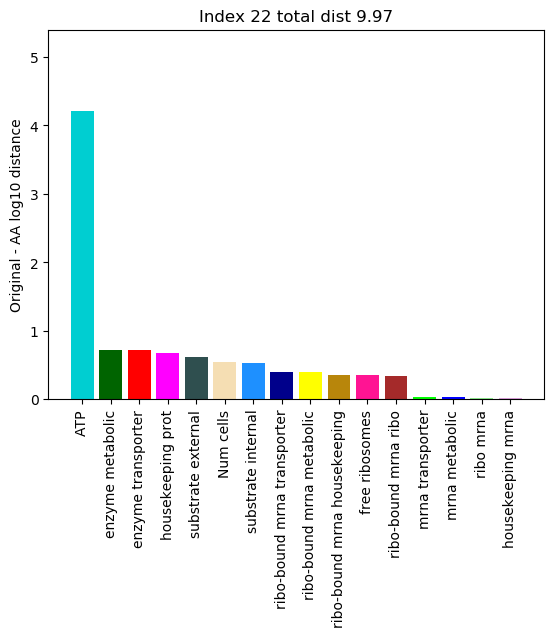 Index 22 total dist 9.97
Original - AA log10 distance
5
4
3
2
1
0
ATP
enzyme metabolic
enzyme transporter
housekeeping prot
substrate external
Num cells
substrate internal
ribo-bound mrna transporter
ribo-bound mrna metabolic
ribo-bound mrna housekeeping
free ribosomes
ribo-bound mrna ribo
mrna transporter
mrna metabolic
ribo mrna
housekeeping mrna